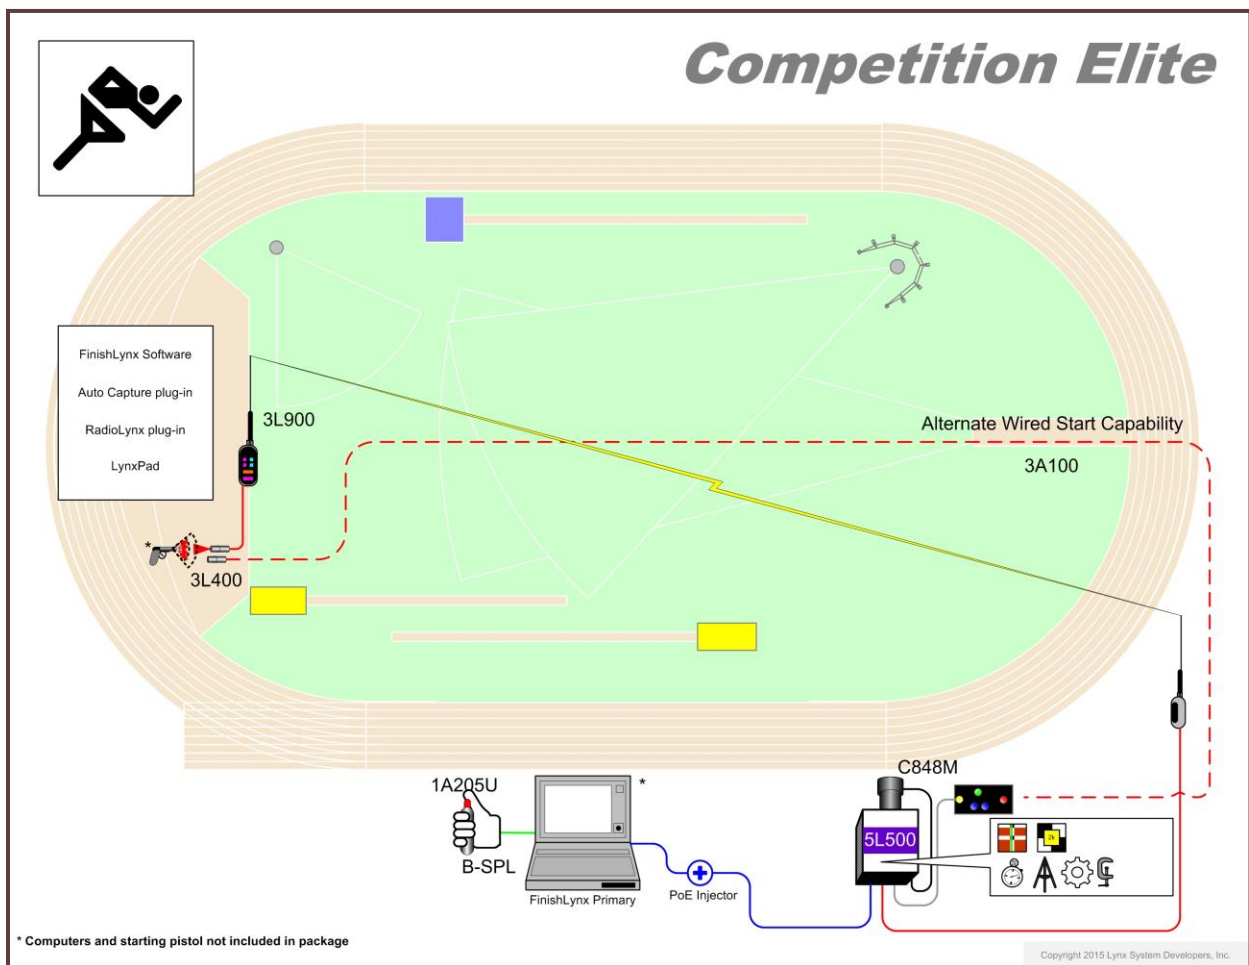 Competition Elite
FinishLynx Software
Auto Capture plug-in
RadioLynx plug-in
LynxPad
3L900
Alternate Wired Start Capability
3A100
*
3L400
1A205U
*
C848M
5L500
2k
B-SPL
PoE Injector
FinishLynx Primary
* Computers and starting pistol not included in package
Copyright 2015 Lynx System Developers, Inc.